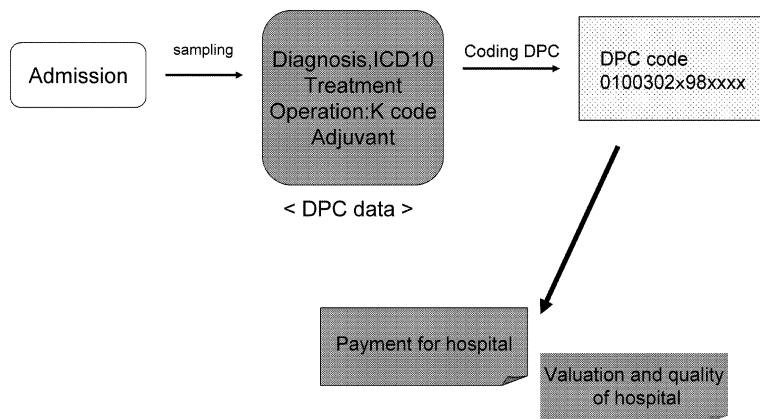 Admission
sampling
Diagnosis,ICD10
Treatment
Operation:K code
Adjuvant
< DPC data >
Coding DPC
DPC code
0100302x98xxxx
Payment for hospital
Valuation and quality
of hospital